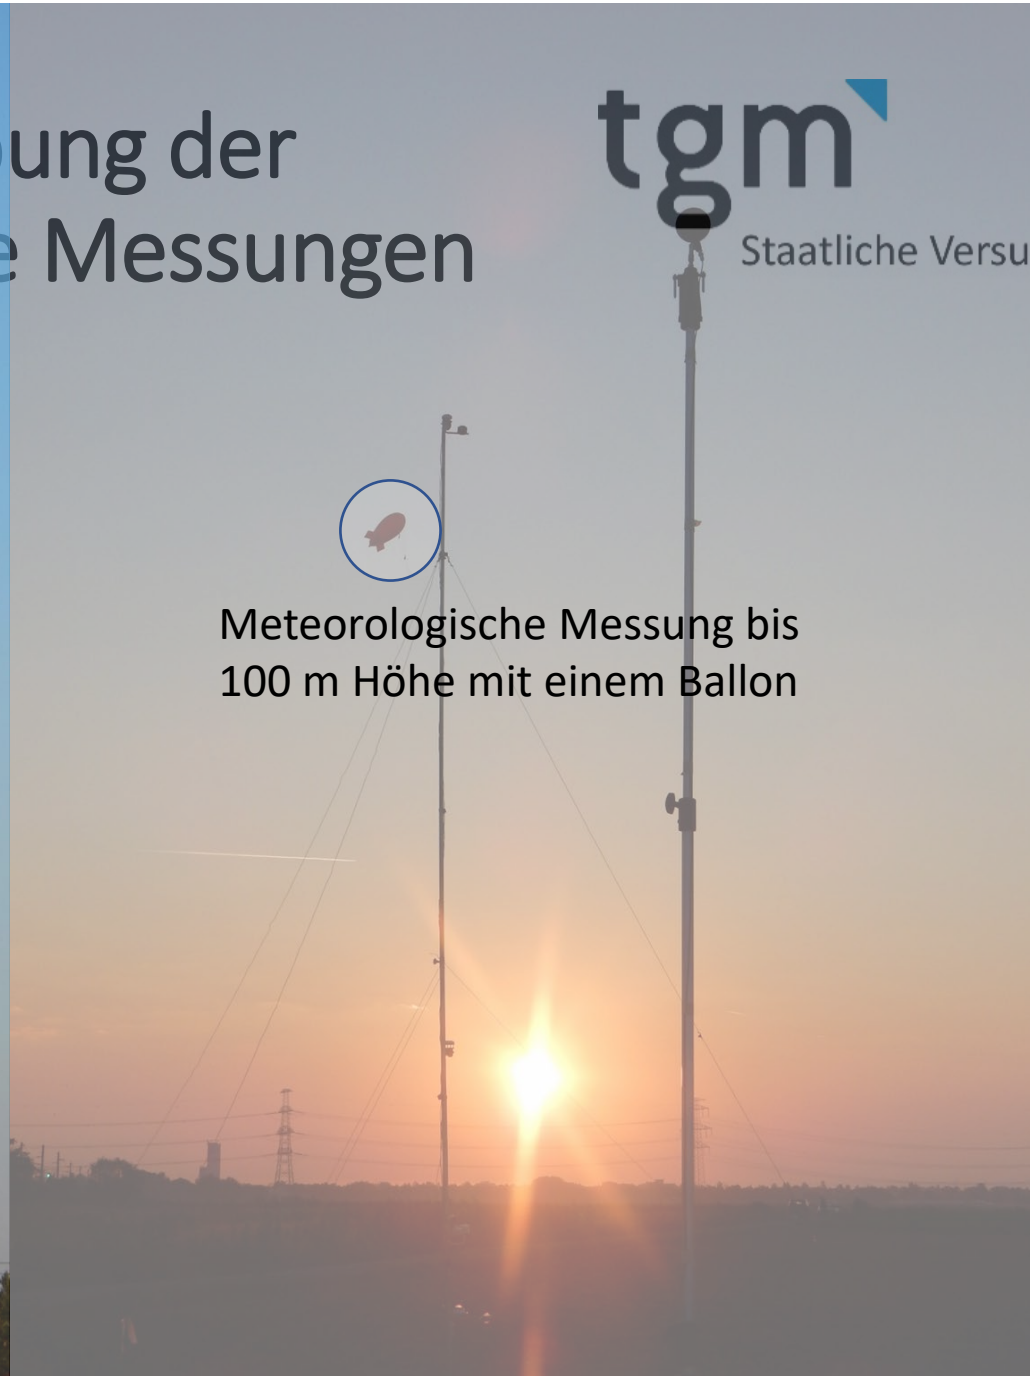 ung der
Messungen
tgm
Staatliche Versu
Meteorologische Messung bis
100 m Höhe mit einem Ballon